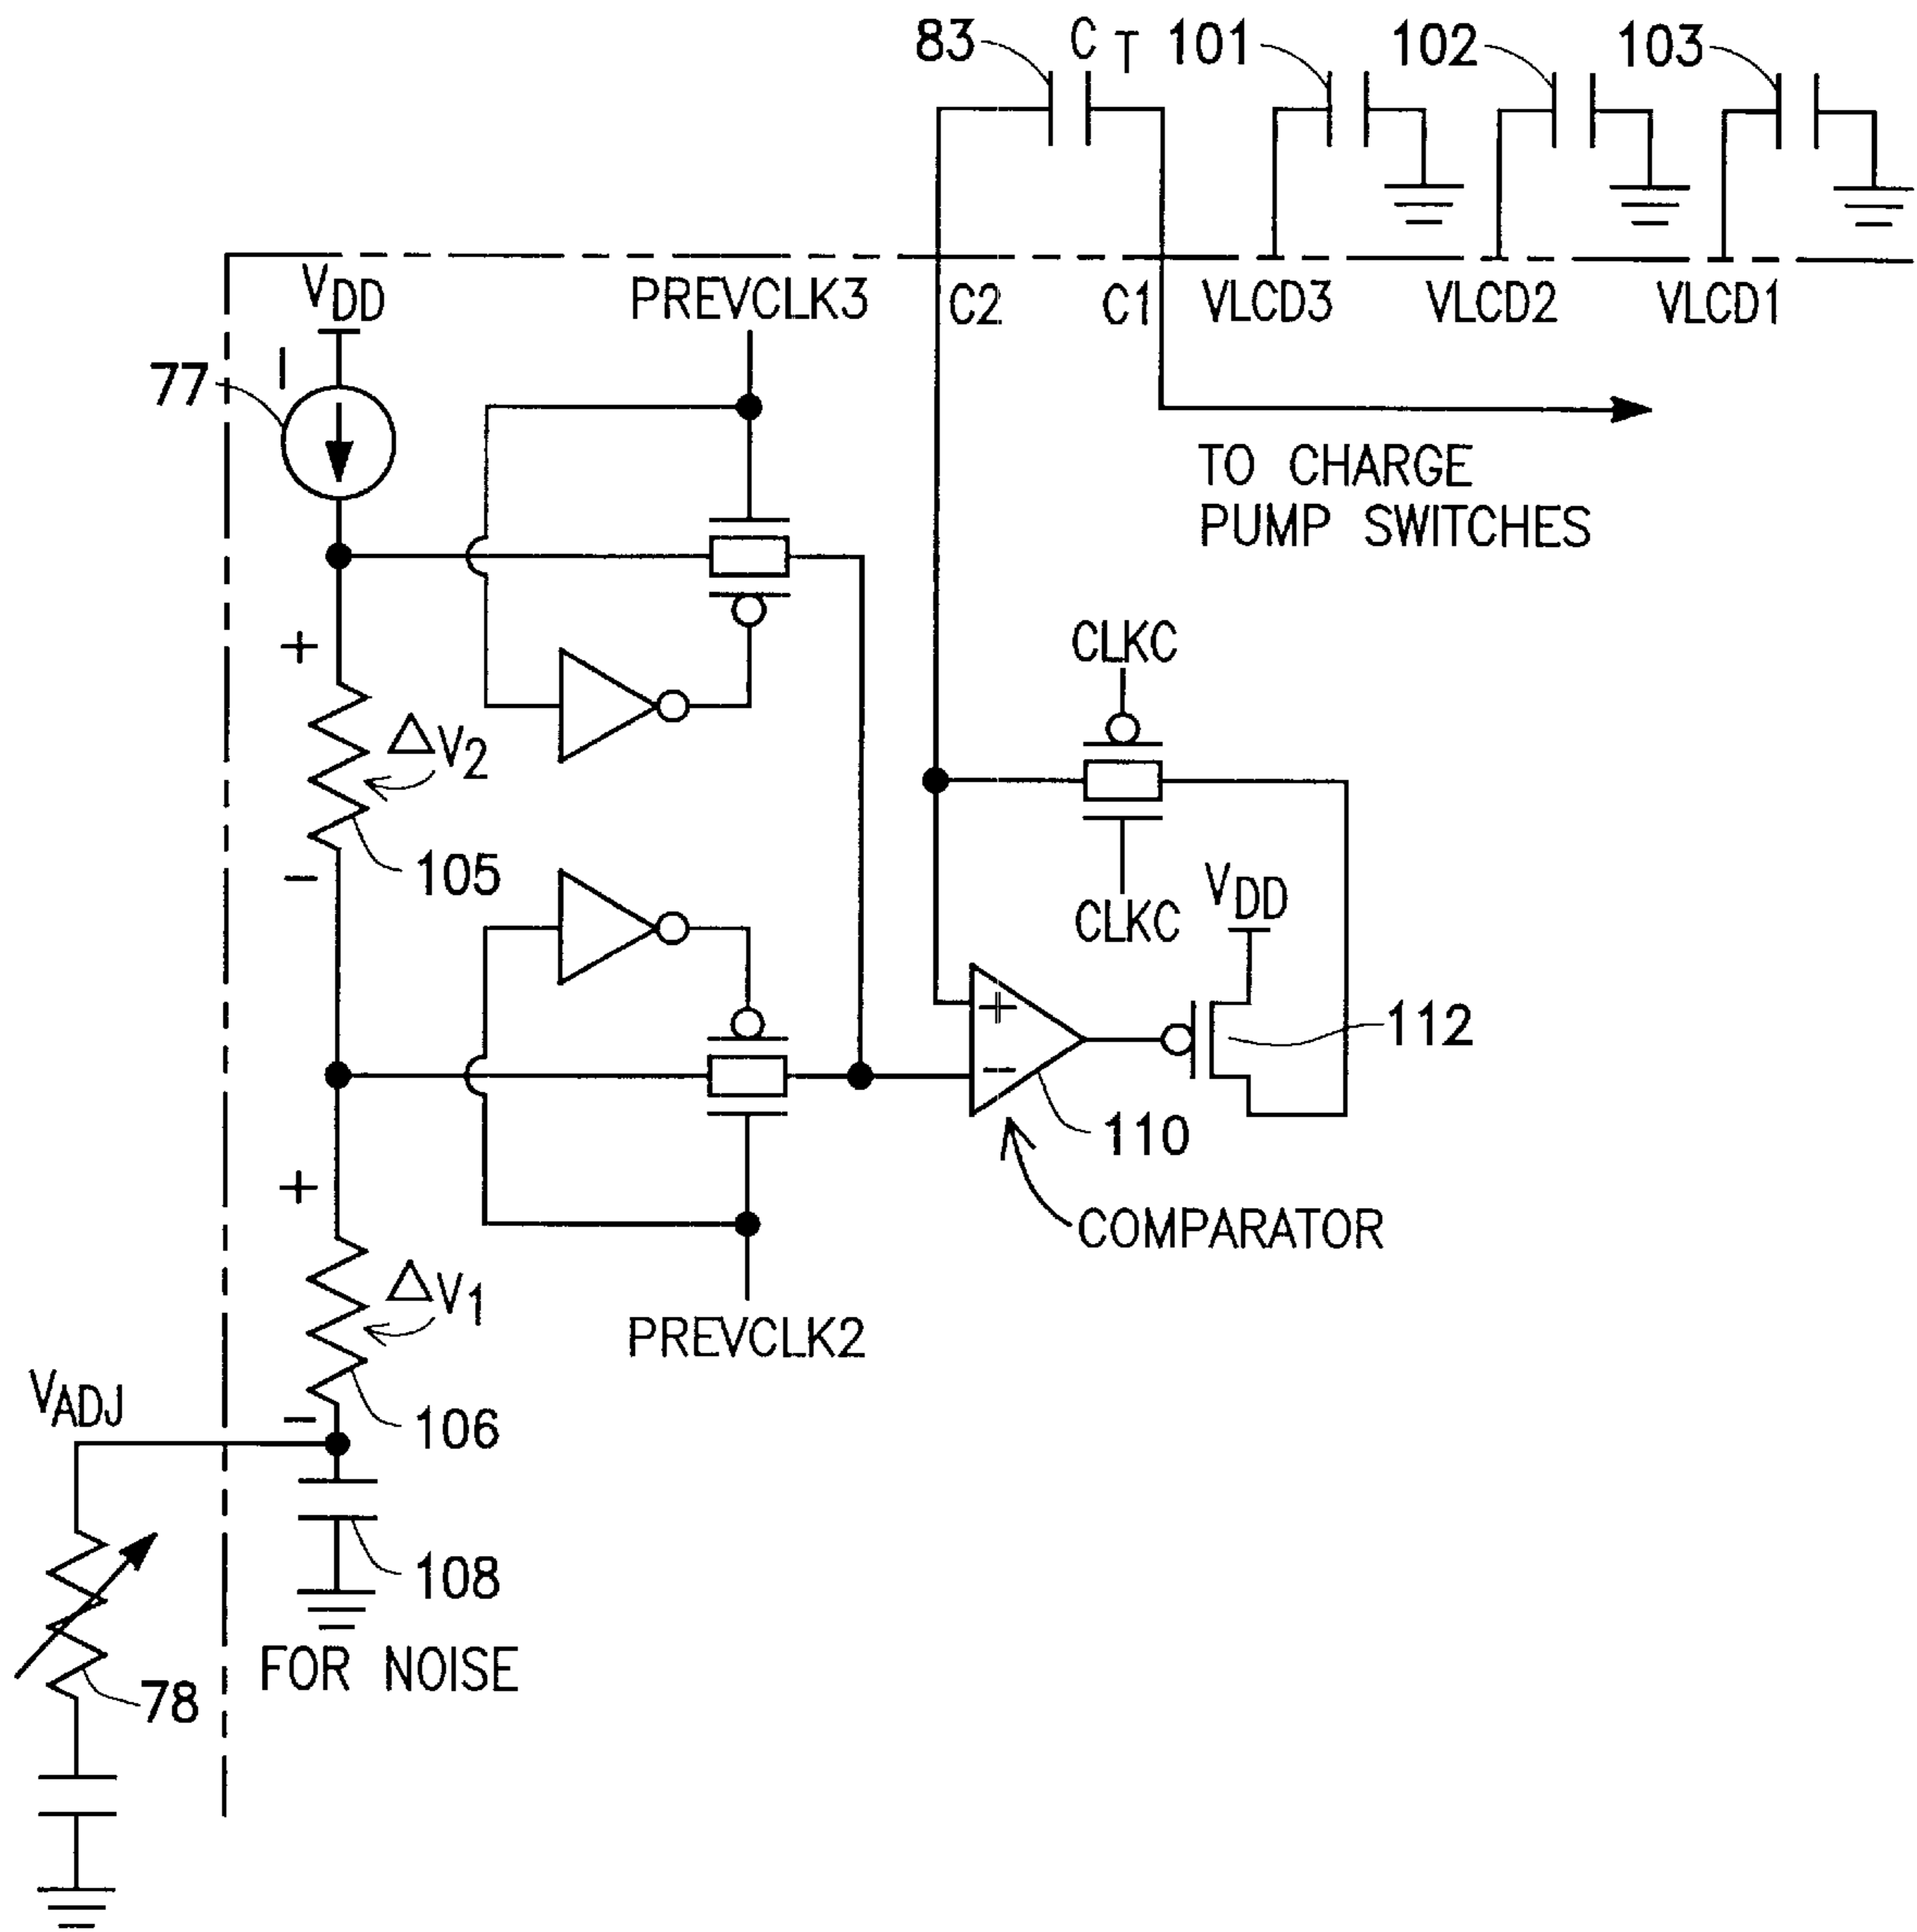 83 CT 101 102 103
VDD PREVCLK3 C2 C1 VLCD3 VLCD2 VLCD1
I
77
TO CHARGE
PUMP SWITCHES
+
CLKC
ΔV2
− 105
CLKC VDD
+ 112
−
110
+
COMPARATOR
ΔV1
PREVCLK2
VADJ
− 106
108
FOR NOISE
78